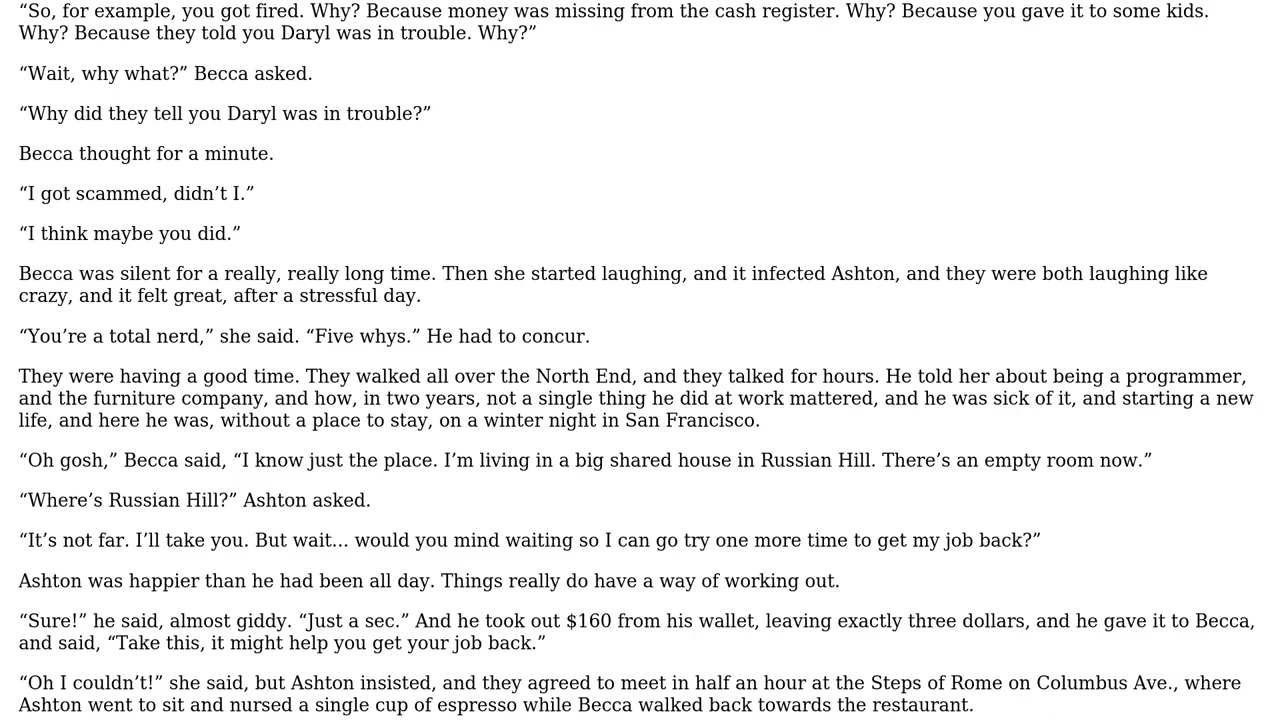 “So, for example, you got fired. Why? Because money was missing from the cash register. Why? Because you gave it to some kids.
Why? Because they told you Daryl was in trouble. Why?”
“Wait, why what?” Becca asked.
“Why did they tell you Daryl was in trouble?”
Becca thought for a minute.
“I got scammed, didn’t I.”
“I think maybe you did.”
Becca was silent for a really, really long time. Then she started laughing, and it infected Ashton, and they were both laughing like
crazy, and it felt great, after a stressful day.
“You’re a total nerd,” she said. “Five whys.” He had to concur.
They were having a good time. They walked all over the North End, and they talked for hours. He told her about being a programmer,
and the furniture company, and how, in two years, not a single thing he did at work mattered, and he was sick of it, and starting a new
life, and here he was, without a place to stay, on a winter night in San Francisco.
“Oh gosh,” Becca said, “I know just the place. I’m living in a big shared house in Russian Hill. There’s an empty room now.”
“Where’s Russian Hill?” Ashton asked.
“It’s not far. I’ll take you. But wait... would you mind waiting so I can go try one more time to get my job back?”
Ashton was happier than he had been all day. Things really do have a way of working out.
“Sure!” he said, almost giddy. “Just a sec.” And he took out $160 from his wallet, leaving exactly three dollars, and he gave it to Becca,
and said, “Take this, it might help you get your job back.”
“Oh I couldn’t!” she said, but Ashton insisted, and they agreed to meet in half an hour at the Steps of Rome on Columbus Ave., where
Ashton went to sit and nursed a single cup of espresso while Becca walked back towards the restaurant.